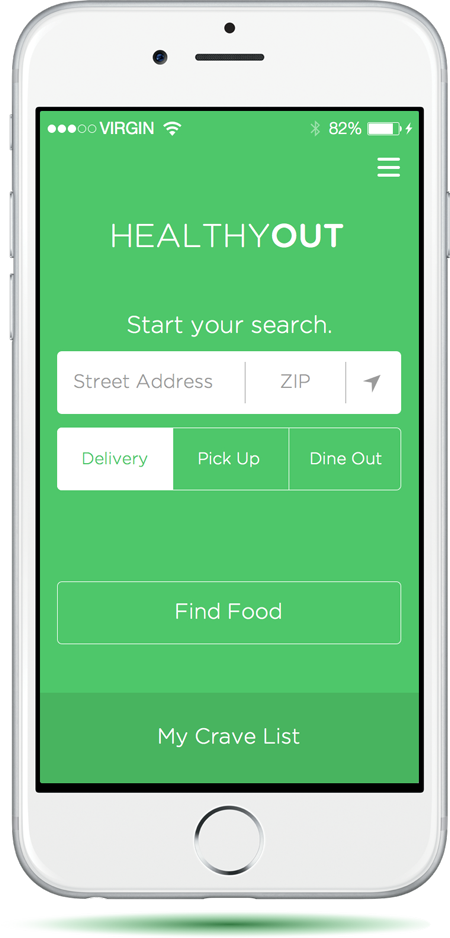 VIRGIN 82%
HEALTHYOUT
Start your search.
Street Address ZIP
Delivery Pick Up Dine Out
Find Food
My Crave List